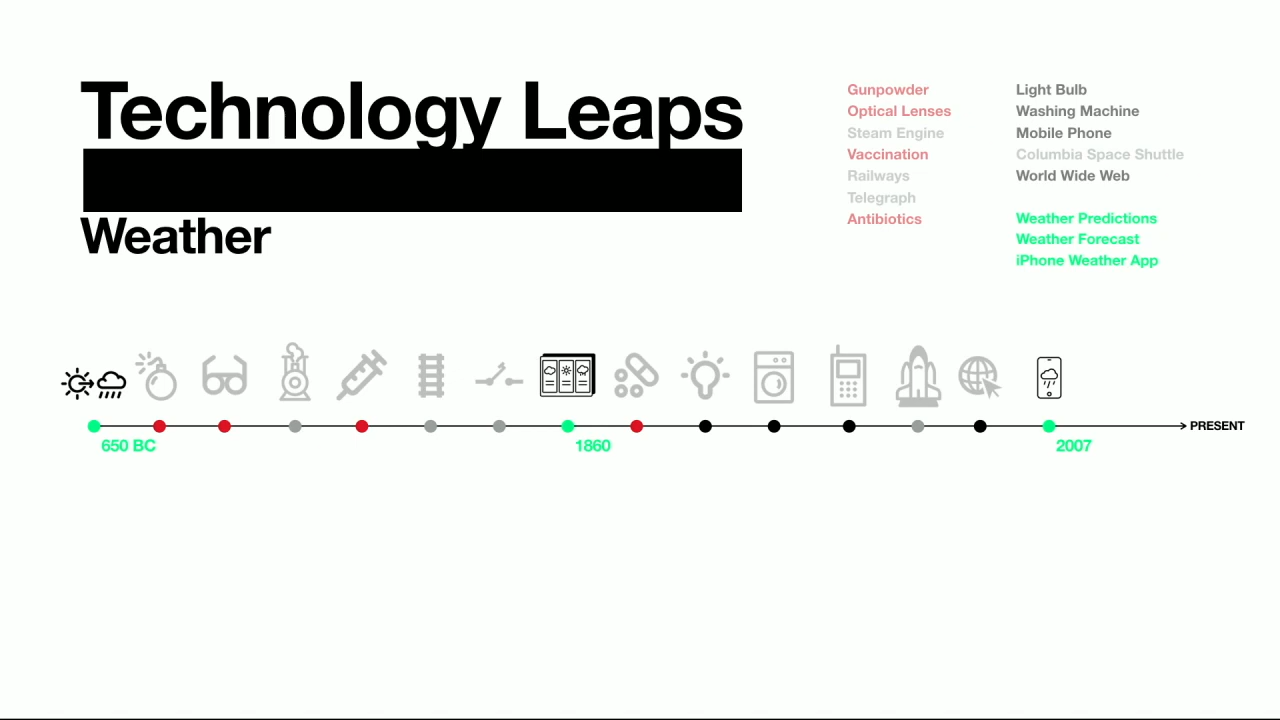 Technology Leaps
Weather
Gunpowder
Optical Lenses
Steam Engine
Vaccination
Railways
Telegraph
Antibiotics
Light Bulb
Washing Machine
Mobile Phone
Columbia Space Shuttle
World Wide Web
Weather Predictions
Weather Forecast
iPhone Weather App
PRESENT
650 BC
1860
2007